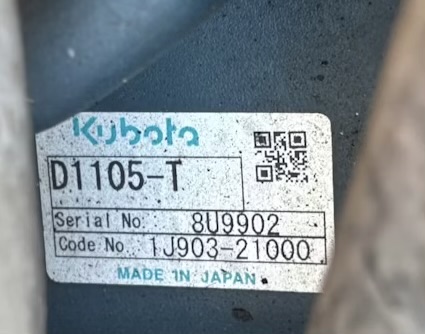 Kubota
D1105-T
Serial No. 8U9902
Code No. 1J903-21000
MADE IN JAPAN